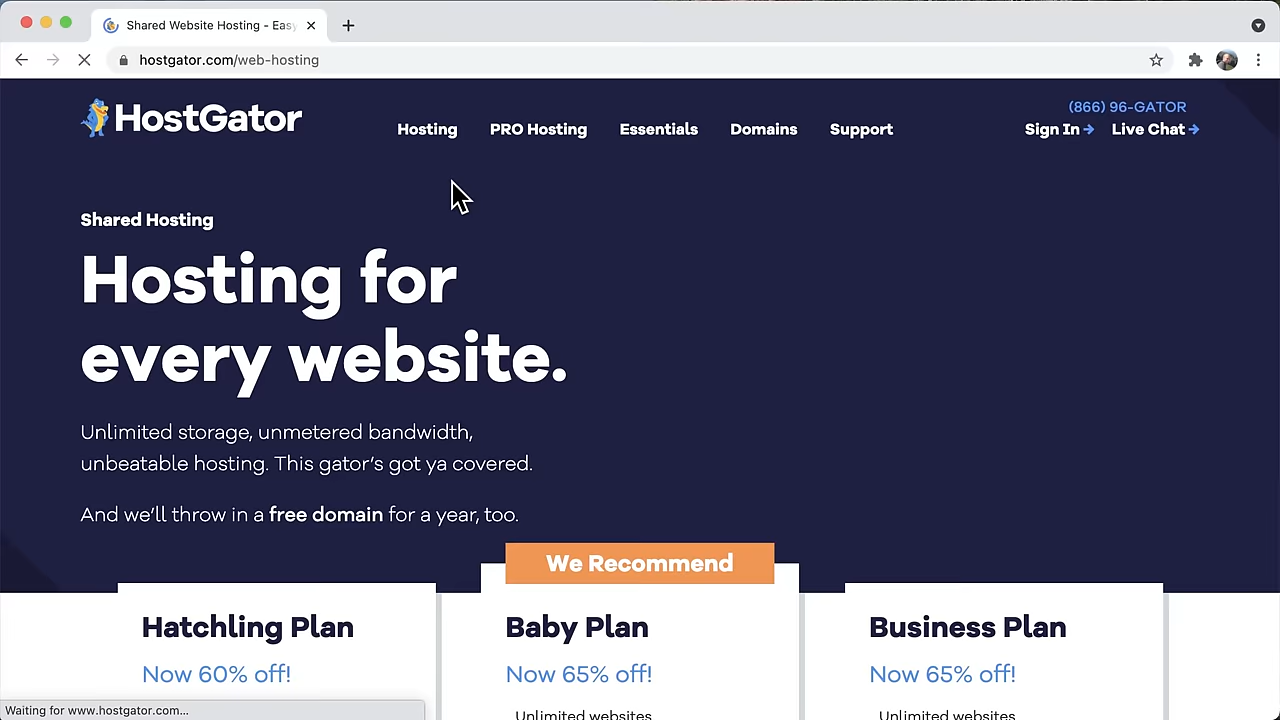 Shared Website Hosting - Easy
hostgator.com/web-hosting
HostGator
Hosting
PRO Hosting
Essentials
Domains
Support
(866) 96-GATOR
Sign In
Live Chat
Shared Hosting
Hosting for
every website.
Unlimited storage, unmetered bandwidth,
unbeatable hosting. This gator's got ya covered.
And we'll throw in a free domain for a year, too.
We Recommend
Hatchling Plan
Now 60% off!
Baby Plan
Now 65% off!
Unlimited websites
Business Plan
Now 65% off!
Unlimited websites
Waiting for www.hostgator.com...